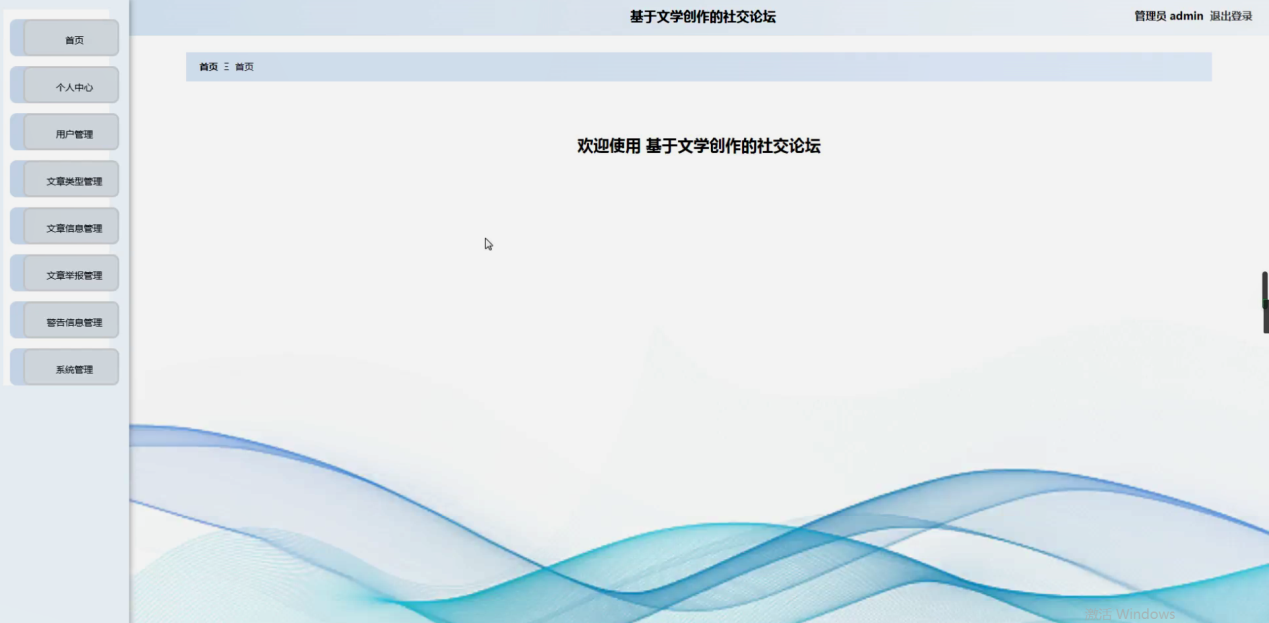 基于文学创作的社交论坛
管理员 admin 退出登录
首页
个人中心
用户管理
文章类型管理
文章信息管理
文章举报管理
警告信息管理
系统管理
首页 Ξ 首页
欢迎使用 基于文学创作的社交论坛
激活 Windows